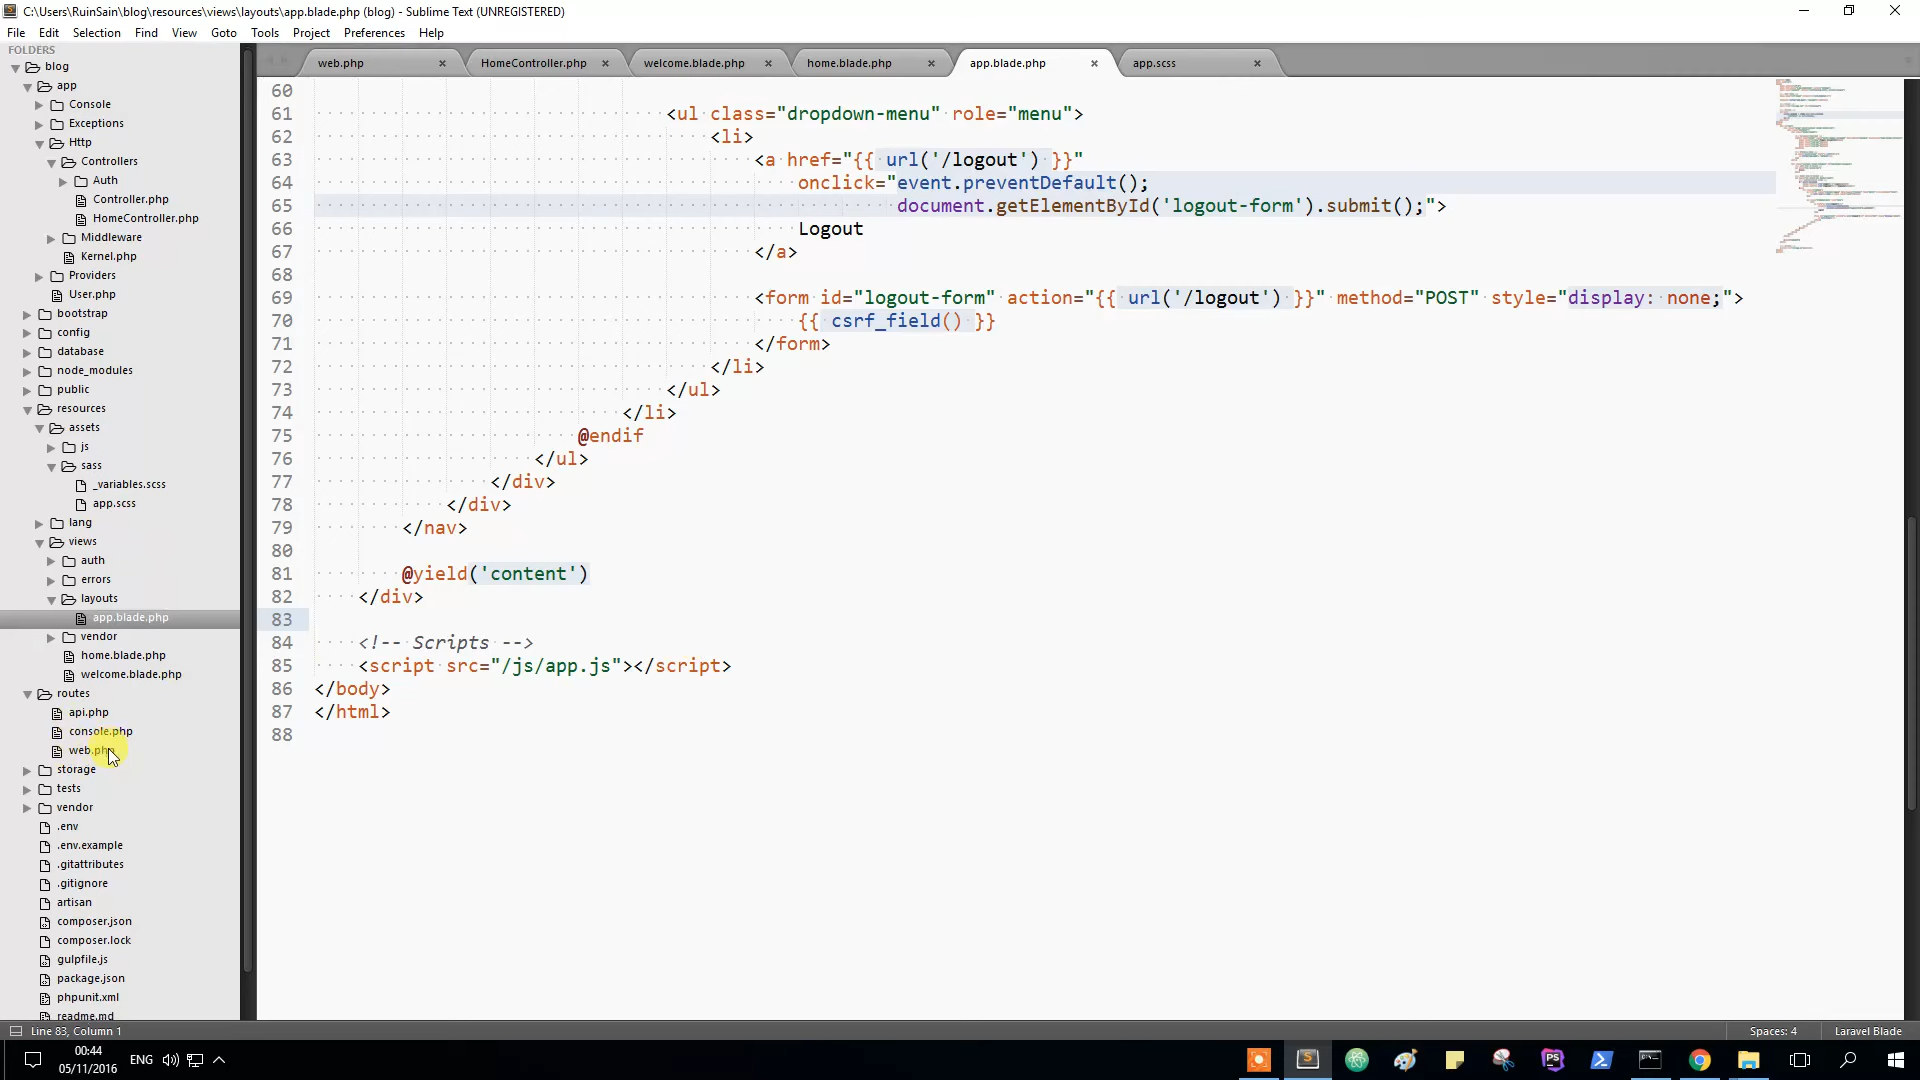 C:\Users\RuinSain\blog\resources\views\layouts\app.blade.php (blog) - Sublime Text (UNREGISTERED)
File Edit Selection Find View Goto Tools Project Preferences Help
FOLDERS
blog
app
Console
Exceptions
Http
Controllers
Auth
Controller.php
HomeController.php
Middleware
Kernel.php
Providers
User.php
bootstrap
config
database
node_modules
public
resources
assets
js
sass
_variables.scss
app.scss
lang
views
auth
errors
layouts
app.blade.php
vendor
home.blade.php
welcome.blade.php
routes
api.php
console.php
web.php
storage
tests
vendor
.env
.env.example
.gitattributes
.gitignore
artisan
composer.json
composer.lock
gulpfile.js
package.json
phpunit.xml
readme.md
web.php HomeController.php welcome.blade.php home.blade.php app.blade.php app.scss
60
61 <ul class="dropdown-menu" role="menu">
62 <li>
63 <a href="{{ url('/logout') }}"
64 onclick="event.preventDefault();
65 document.getElementById('logout-form').submit();">
66 Logout
67 </a>
68
69 <form id="logout-form" action="{{ url('/logout') }}" method="POST" style="display: none;">
70 {{ csrf_field() }}
71 </form>
72 </li>
73 </ul>
74 </li>
75 @endif
76 </ul>
77 </div>
78 </div>
79 </nav>
80
81 @yield('content')
82 </div>
83
84 <!-- Scripts -->
85 <script src="/js/app.js"></script>
86 </body>
87 </html>
88
Line 83, Column 1 Spaces: 4 Laravel Blade
00:44
05/11/2016
ENG
PS